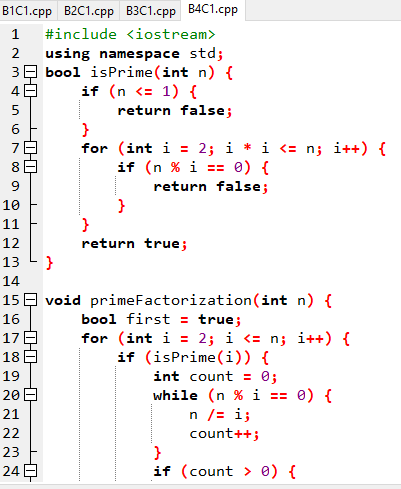 B1C1.cpp B2C1.cpp B3C1.cpp B4C1.cpp
1 #include <iostream>
2 using namespace std;
3 bool isPrime(int n) {
4 if (n <= 1) {
5 return false;
6 }
7 for (int i = 2; i * i <= n; i++) {
8 if (n % i == 0) {
9 return false;
10 }
11 }
12 return true;
13 }
14
15 void primeFactorization(int n) {
16 bool first = true;
17 for (int i = 2; i <= n; i++) {
18 if (isPrime(i)) {
19 int count = 0;
20 while (n % i == 0) {
21 n /= i;
22 count++;
23 }
24 if (count > 0) {